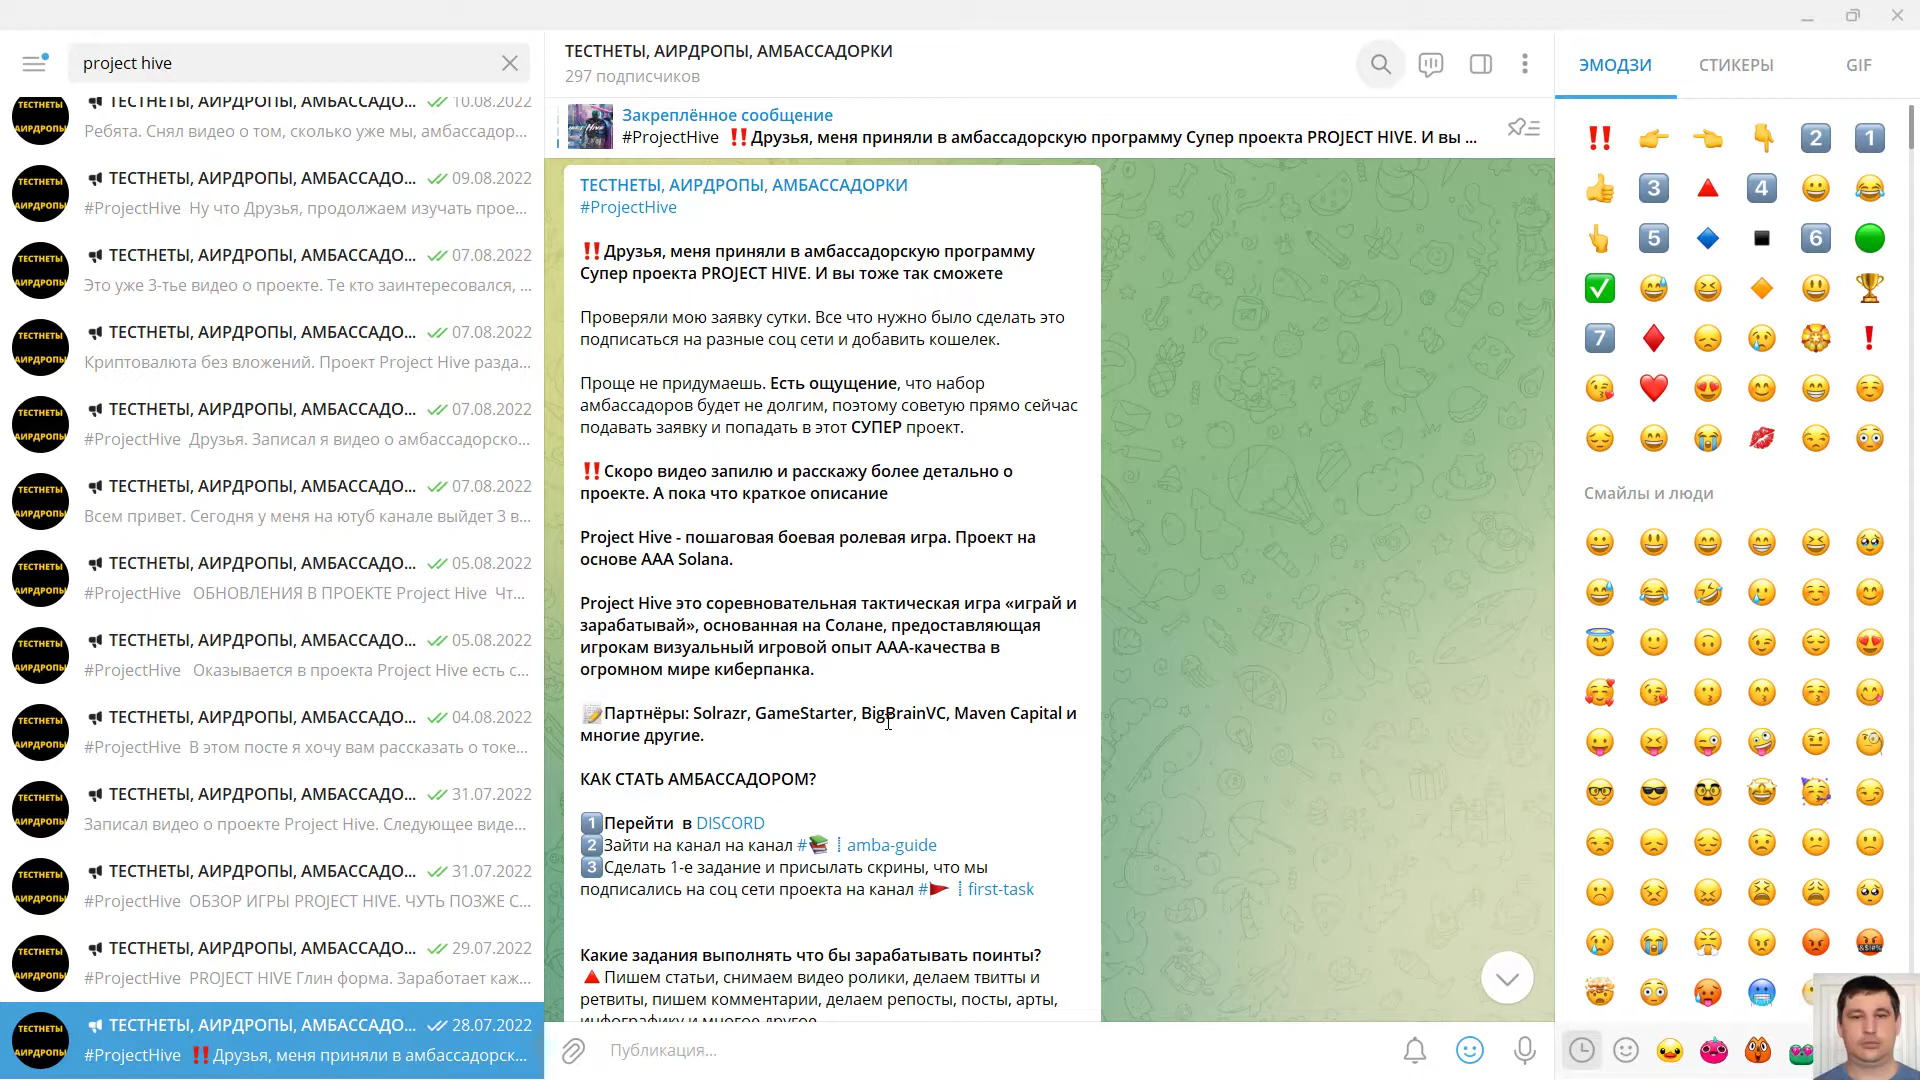 project hive
ТЕСТНЕТЫ, АИРДРОПЫ, АМБАССАДО... 10.08.2022
Ребята. Снял видео о том, сколько уже мы, амбассадор...
ТЕСТНЕТЫ, АИРДРОПЫ, АМБАССАДО... 09.08.2022
#ProjectHive Ну что Друзья, продолжаем изучать прое...
ТЕСТНЕТЫ, АИРДРОПЫ, АМБАССАДО... 07.08.2022
Это уже 3-тье видео о проекте. Те кто заинтересовался, ...
ТЕСТНЕТЫ, АИРДРОПЫ, АМБАССАДО... 07.08.2022
Криптовалюта без вложений. Проект Project Hive разда...
ТЕСТНЕТЫ, АИРДРОПЫ, АМБАССАДО... 07.08.2022
#ProjectHive Друзья. Записал я видео о амбассадорско...
ТЕСТНЕТЫ, АИРДРОПЫ, АМБАССАДО... 07.08.2022
Всем привет. Сегодня у меня на ютуб канале выйдет 3 в...
ТЕСТНЕТЫ, АИРДРОПЫ, АМБАССАДО... 05.08.2022
#ProjectHive ОБНОВЛЕНИЯ В ПРОЕКТЕ Project Hive Чт...
ТЕСТНЕТЫ, АИРДРОПЫ, АМБАССАДО... 05.08.2022
#ProjectHive Оказывается в проекта Project Hive есть с...
ТЕСТНЕТЫ, АИРДРОПЫ, АМБАССАДО... 04.08.2022
#ProjectHive В этом посте я хочу вам рассказать о токе...
ТЕСТНЕТЫ, АИРДРОПЫ, АМБАССАДО... 31.07.2022
Записал видео о проекте Project Hive. Следующее виде...
ТЕСТНЕТЫ, АИРДРОПЫ, АМБАССАДО... 31.07.2022
#ProjectHive ОБЗОР ИГРЫ PROJECT HIVE. ЧУТЬ ПОЗЖЕ С...
ТЕСТНЕТЫ, АИРДРОПЫ, АМБАССАДО... 29.07.2022
#ProjectHive PROJECT HIVE Глин форма. Заработает каж...
ТЕСТНЕТЫ, АИРДРОПЫ, АМБАССАДО... 28.07.2022
#ProjectHive ‼️Друзья, меня приняли в амбассадорск...
ТЕСТНЕТЫ, АИРДРОПЫ, АМБАССАДОРКИ
297 подписчиков
Закреплённое сообщение
#ProjectHive ‼️Друзья, меня приняли в амбассадорскую программу Супер проекта PROJECT HIVE. И вы ...
ТЕСТНЕТЫ, АИРДРОПЫ, АМБАССАДОРКИ
#ProjectHive
‼️Друзья, меня приняли в амбассадорскую программу
Супер проекта PROJECT HIVE. И вы тоже так сможете
Проверяли мою заявку сутки. Все что нужно было сделать это
подписаться на разные соц сети и добавить кошелек.
Проще не придумаешь. Есть ощущение, что набор
амбассадоров будет не долгим, поэтому советую прямо сейчас
подавать заявку и попадать в этот СУПЕР проект.
‼️Скоро видео запилю и расскажу более детально о
проекте. А пока что краткое описание
Project Hive - пошаговая боевая ролевая игра. Проект на
основе AAA Solana.
Project Hive это соревновательная тактическая игра «играй и
зарабатывай», основанная на Солане, предоставляющая
игрокам визуальный игровой опыт ААА-качества в
огромном мире киберпанка.
📝Партнёры: Solrazr, GameStarter, BigBrainVC, Maven Capital и
многие другие.
КАК СТАТЬ АМБАССАДОРОМ?
1️⃣Перейти в DISCORD
2️⃣Зайти на канал на канал #📚┊amba-guide
3️⃣Сделать 1-е задание и присылать скрины, что мы
подписались на соц сети проекта на канал #🚩┊first-task
Какие задания выполнять что бы зарабатывать поинты?
🔺Пишем статьи, снимаем видео ролики, делаем твитты и
ретвиты, пишем комментарии, делаем репосты, посты, арты,
инфографику и многое другое
Публикация...
ЭМОДЗИ СТИКЕРЫ GIF
Смайлы и люди